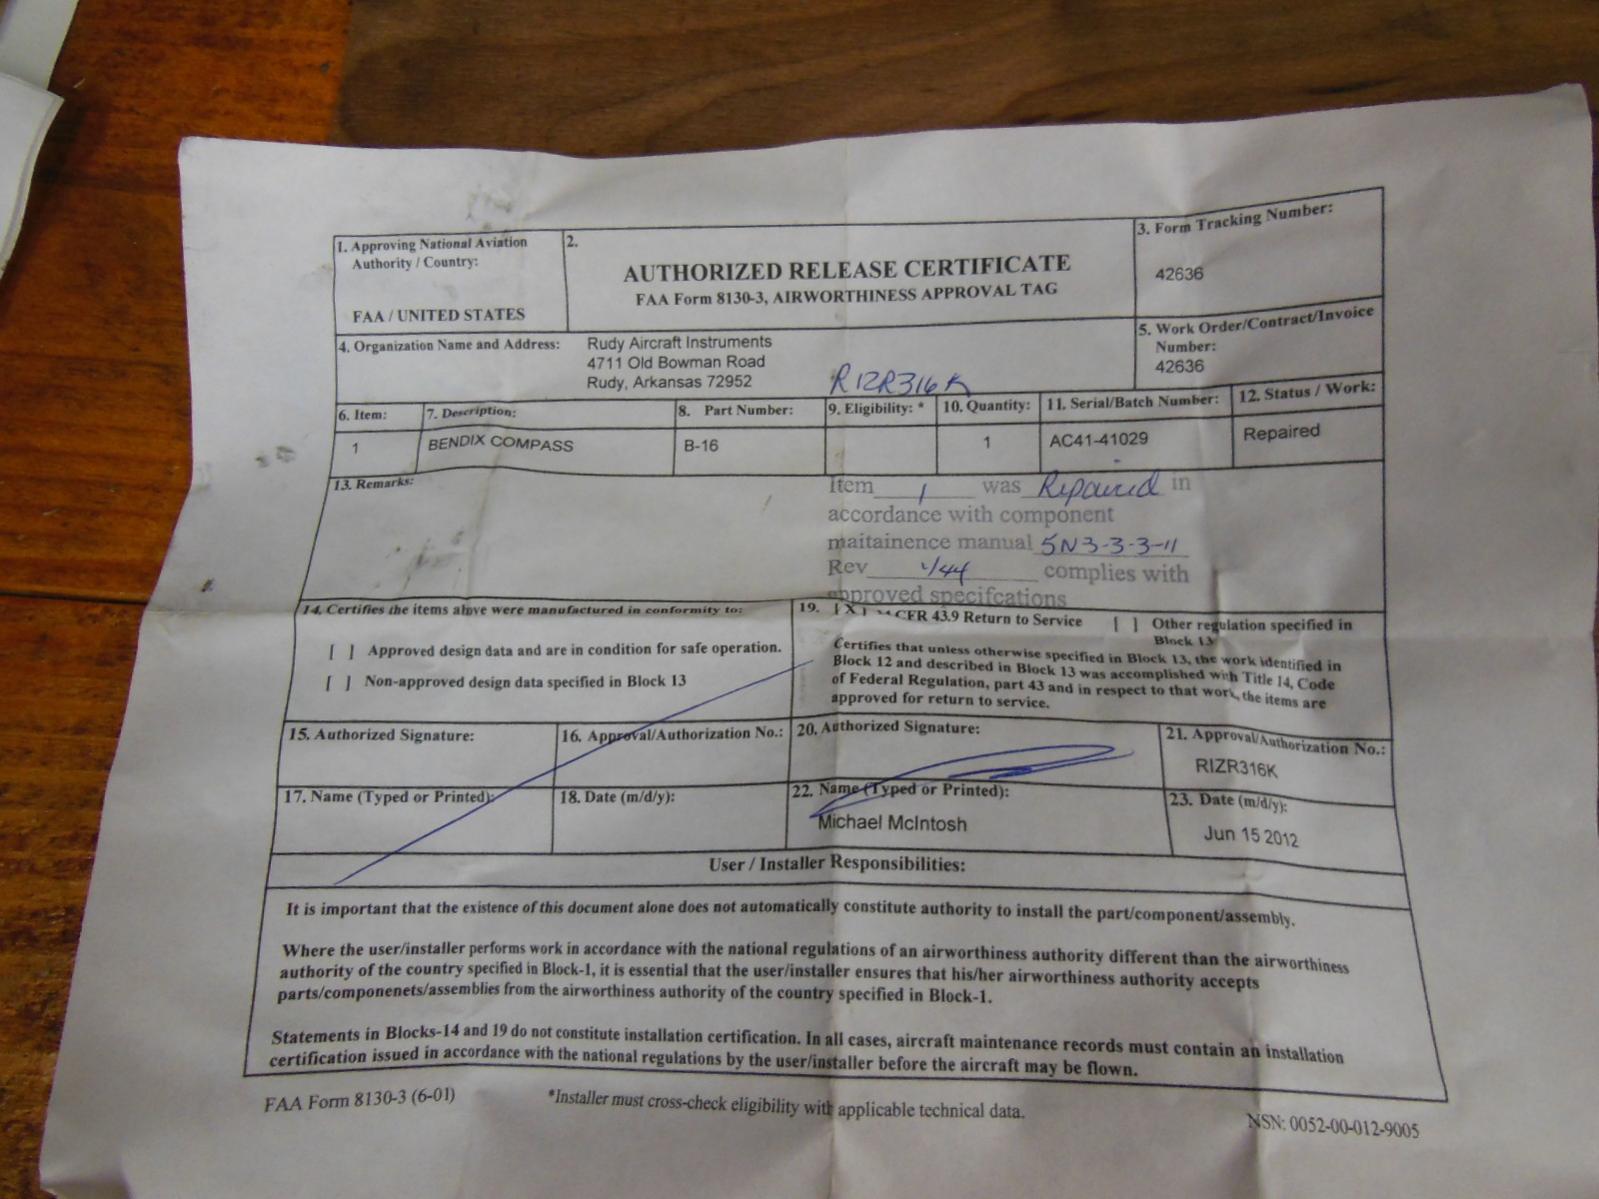 1. Approving National Aviation
Authority / Country:
FAA / UNITED STATES
2.
AUTHORIZED RELEASE CERTIFICATE
FAA Form 8130-3, AIRWORTHINESS APPROVAL TAG
3. Form Tracking Number:
42636
4. Organization Name and Address:
Rudy Aircraft Instruments
4711 Old Bowman Road
Rudy, Arkansas 72952
RIZR316K
5. Work Order/Contract/Invoice
Number:
42636
6. Item: 7. Description: 8. Part Number: 9. Eligibility: * 10. Quantity: 11. Serial/Batch Number: 12. Status / Work:
1 BENDIX COMPASS B-16 1 AC41-41029 Repaired
13. Remarks:
Item 1 was Repaired in
accordance with component
maitainence manual 5N3-3-3-11
Rev 1/44 complies with
approved specifcations
14. Certifies the items above were manufactured in conformity to:
[ ] Approved design data and are in condition for safe operation.
[ ] Non-approved design data specified in Block 13
19. [X] CFR 43.9 Return to Service [ ] Other regulation specified in
Block 13
Certifies that unless otherwise specified in Block 13, the work identified in
Block 12 and described in Block 13 was accomplished with Title 14, Code
of Federal Regulation, part 43 and in respect to that work, the items are
approved for return to service.
15. Authorized Signature: 16. Approval/Authorization No.: 20. Authorized Signature: 21. Approval/Authorization No.:
RIZR316K
17. Name (Typed or Printed): 18. Date (m/d/y): 22. Name (Typed or Printed): 23. Date (m/d/y):
Michael McIntosh Jun 15 2012
User / Installer Responsibilities:
It is important that the existence of this document alone does not automatically constitute authority to install the part/component/assembly.
Where the user/installer performs work in accordance with the national regulations of an airworthiness authority different than the airworthiness
authority of the country specified in Block-1, it is essential that the user/installer ensures that his/her airworthiness authority accepts
parts/componenets/assemblies from the airworthiness authority of the country specified in Block-1.
Statements in Blocks-14 and 19 do not constitute installation certification. In all cases, aircraft maintenance records must contain an installation
certification issued in accordance with the national regulations by the user/installer before the aircraft may be flown.
FAA Form 8130-3 (6-01)
*Installer must cross-check eligibility with applicable technical data.
NSN: 0052-00-012-9005